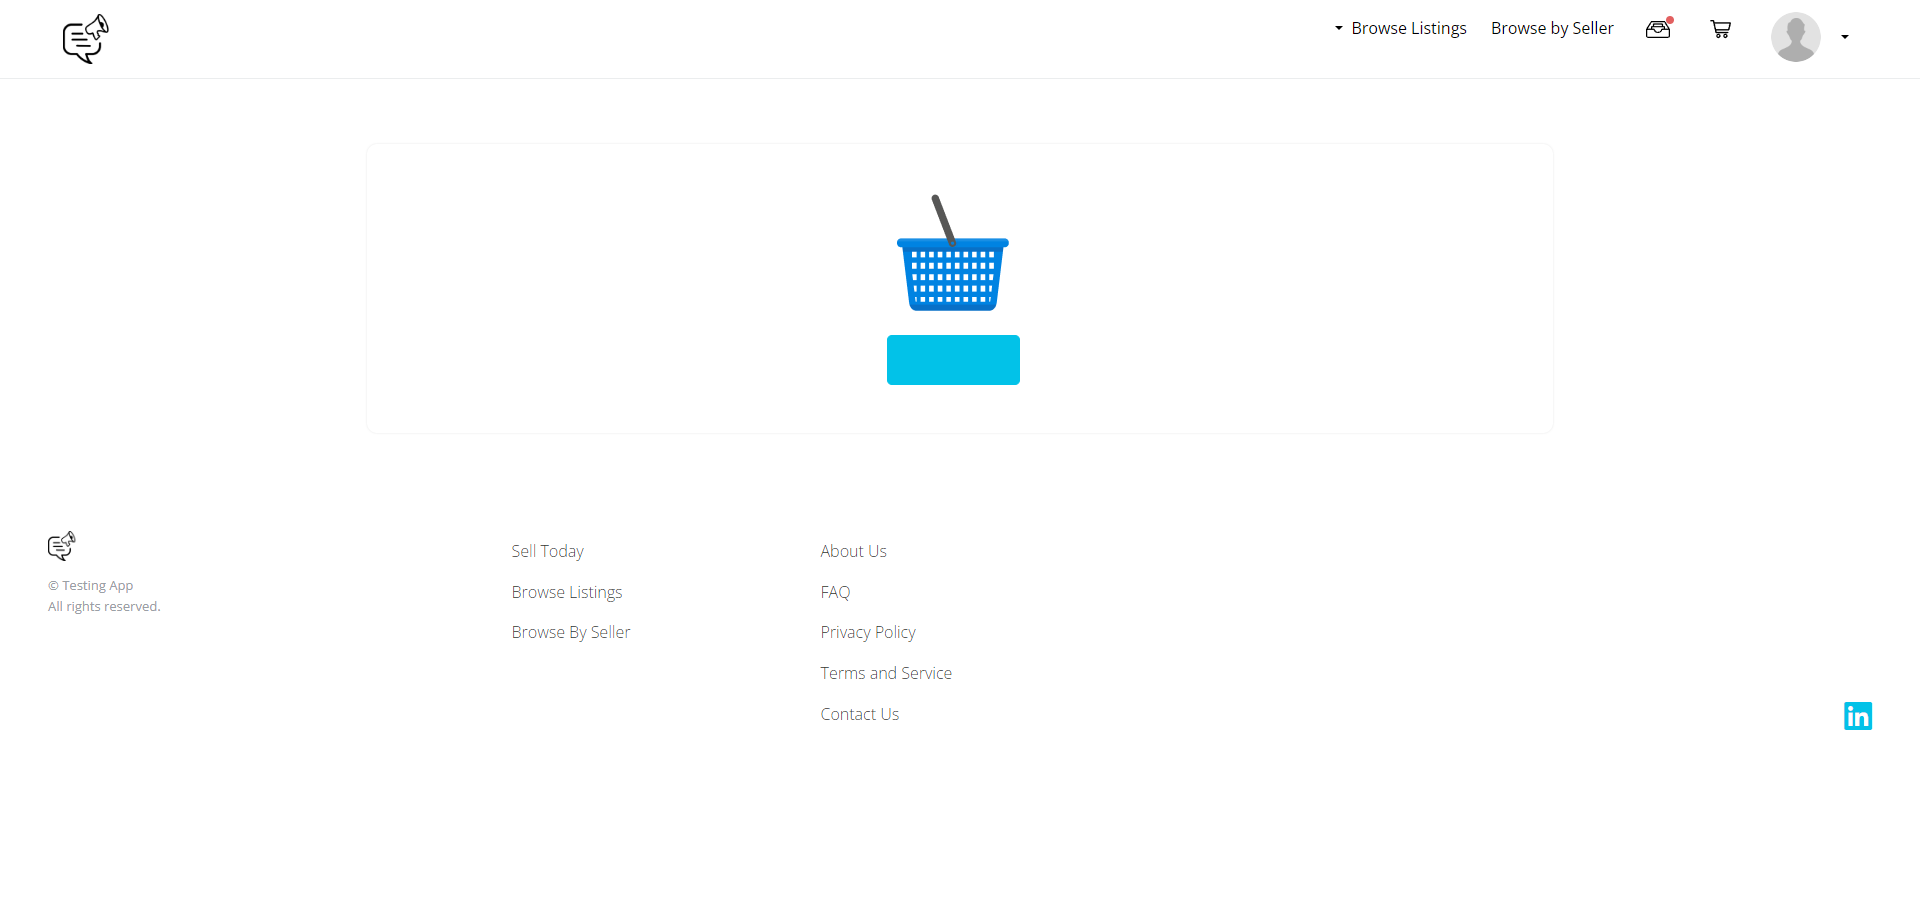 Browse Listings
Browse by Seller
Sell Today
Browse Listings
Browse By Seller
About Us
FAQ
Privacy Policy
Terms and Service
Contact Us
© Testing App
All rights reserved.
in